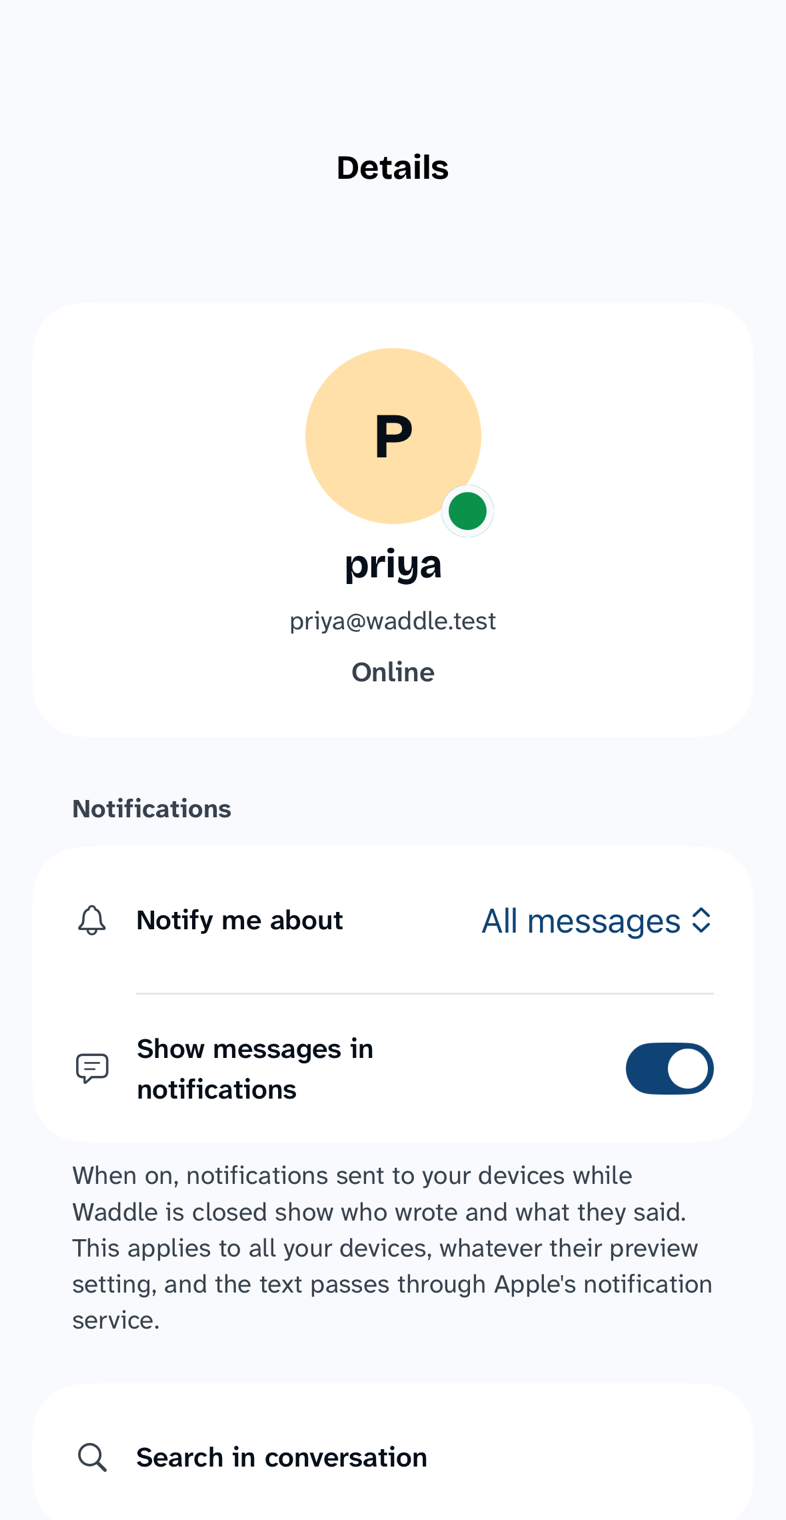 Details
P
priya
priya@waddle.test
Online
Notifications
Notify me about
All messages
Show messages in
notifications
When on, notifications sent to your devices while
Waddle is closed show who wrote and what they said.
This applies to all your devices, whatever their preview
setting, and the text passes through Apple's notification
service.
Search in conversation